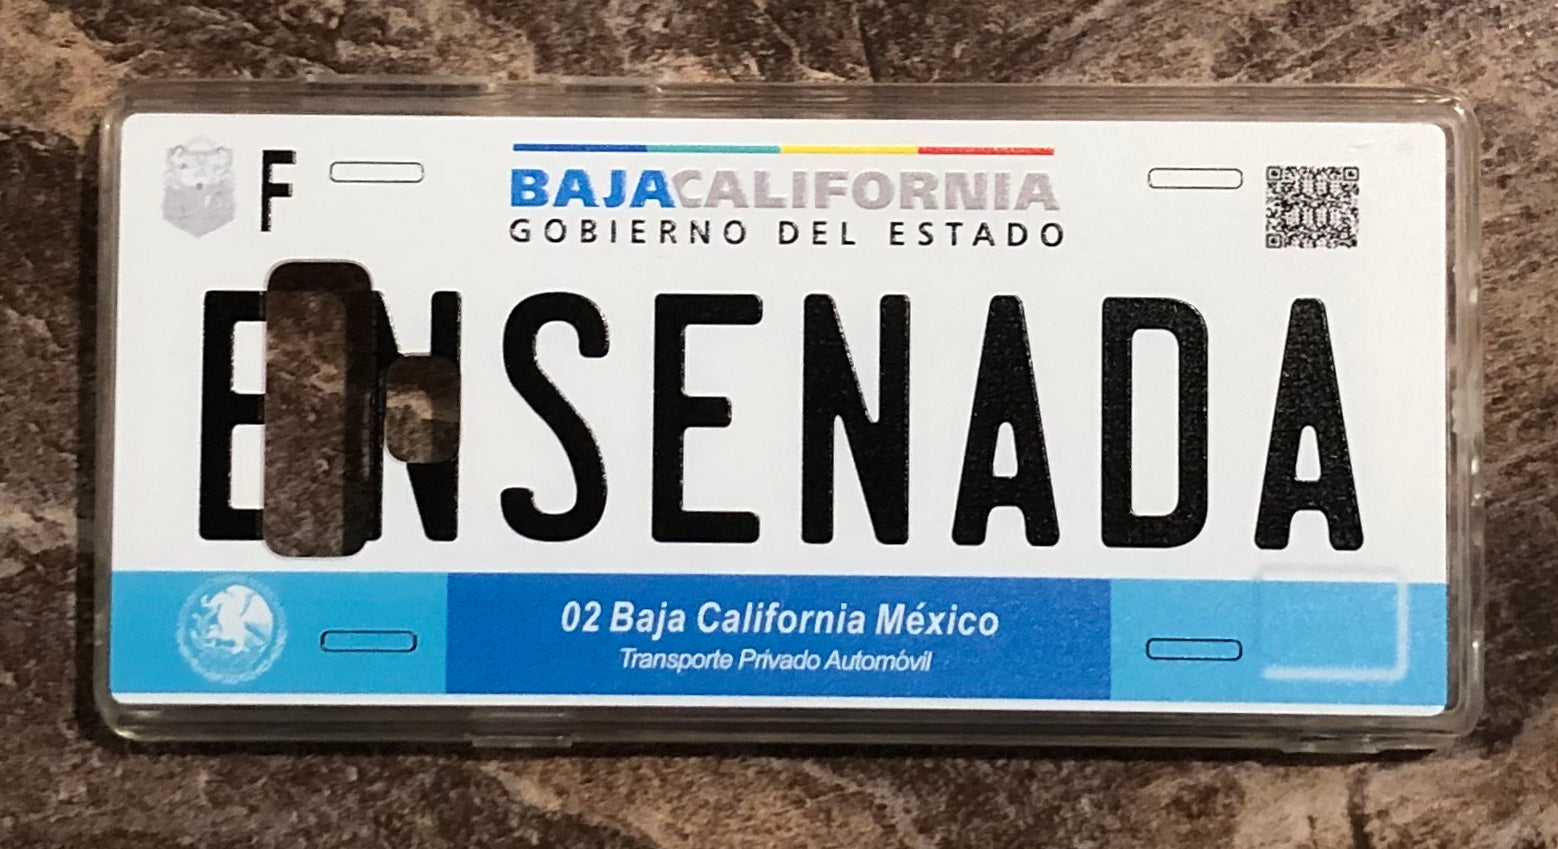 F
BAJACALIFORNIA
GOBIERNO DEL ESTADO
ENSENADA
02 Baja California México
Transporte Privado Automóvil